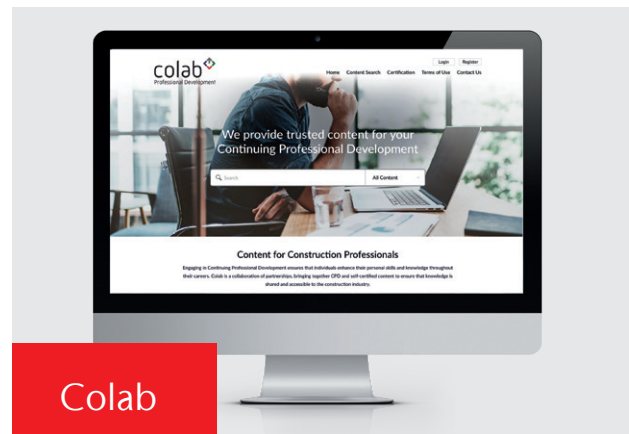 Login Register
colab
Professional Development
Home Content Search Certification Terms of Use Contact Us
We provide trusted content for your
Continuing Professional Development
Search All Content
Content for Construction Professionals
Engaging in Continuing Professional Development ensures that individuals enhance their personal skills and knowledge throughout
their careers. Colab is a collaboration of partnerships, bringing together CPD and self-certified content to ensure that knowledge is
shared and accessible to the construction industry.
Colab